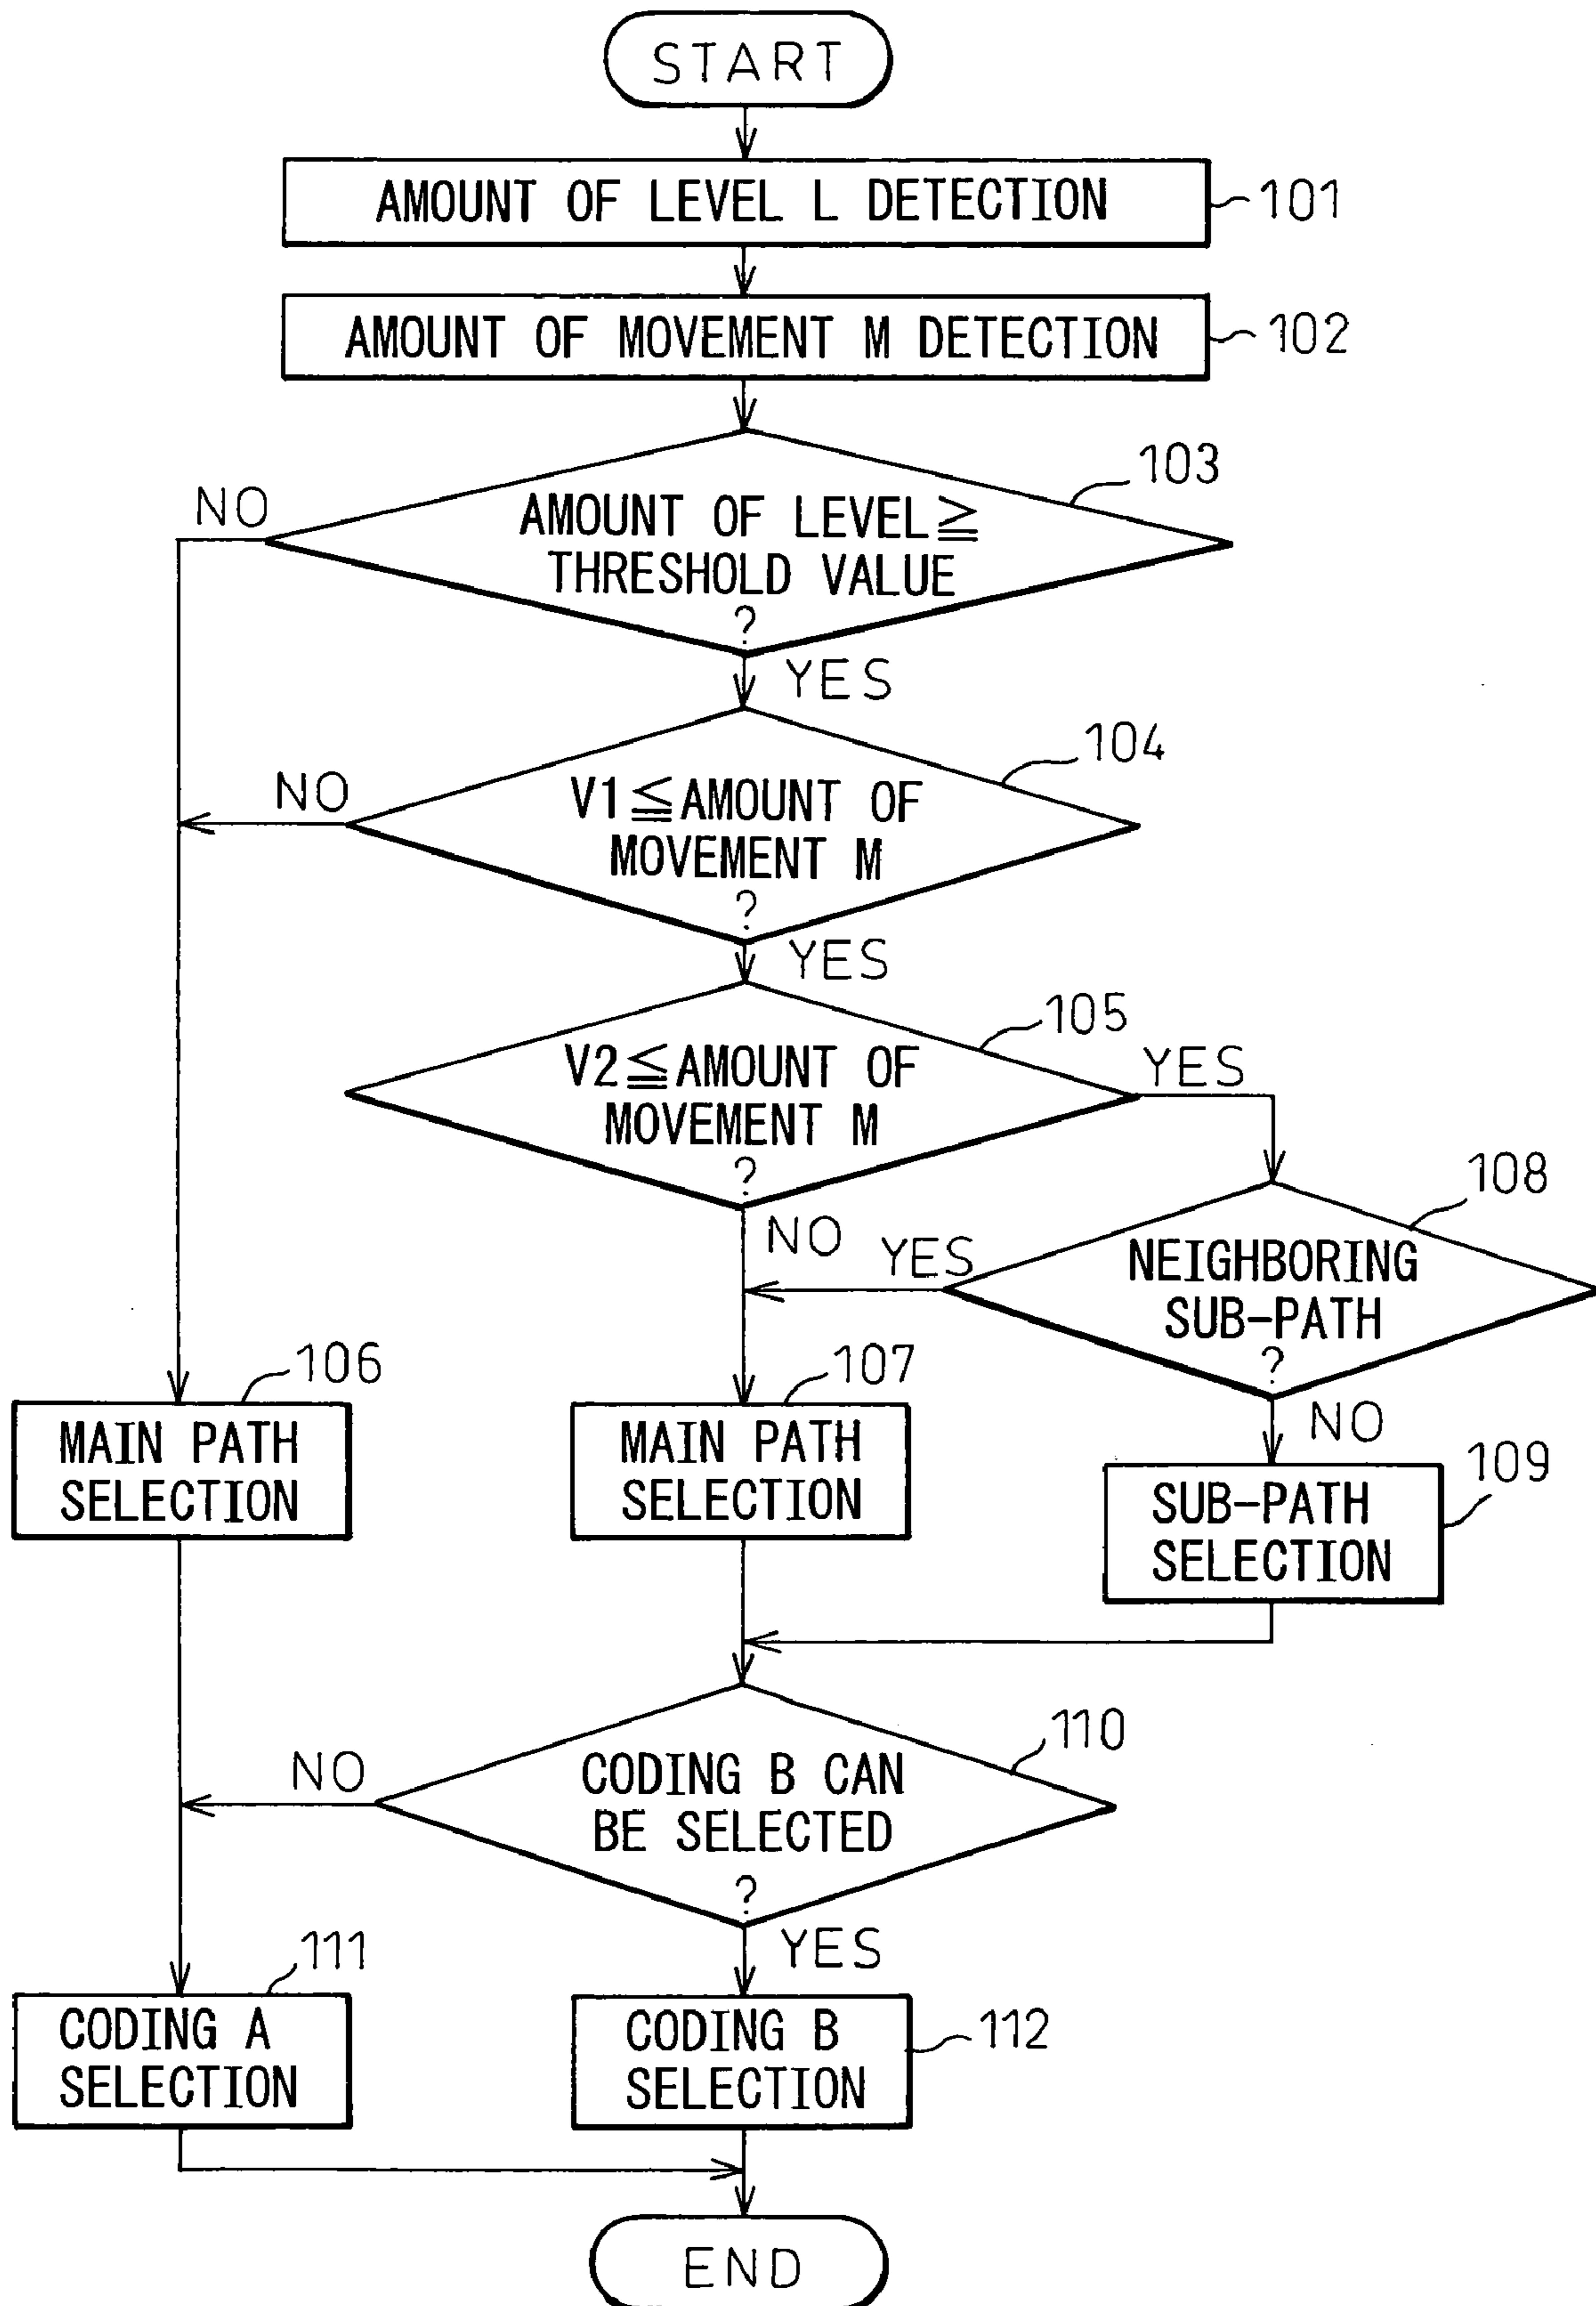 START
AMOUNT OF LEVEL L DETECTION
101
AMOUNT OF MOVEMENT M DETECTION
102
103
NO
AMOUNT OF LEVEL≧
THRESHOLD VALUE
?
YES
104
NO
V1≦AMOUNT OF
MOVEMENT M
?
YES
105
V2≦AMOUNT OF
MOVEMENT M
?
YES
NO
108
YES
NEIGHBORING
SUB-PATH
?
NO
106
MAIN PATH
SELECTION
107
MAIN PATH
SELECTION
109
SUB-PATH
SELECTION
110
NO
CODING B CAN
BE SELECTED
?
YES
111
CODING A
SELECTION
CODING B
SELECTION
112
END